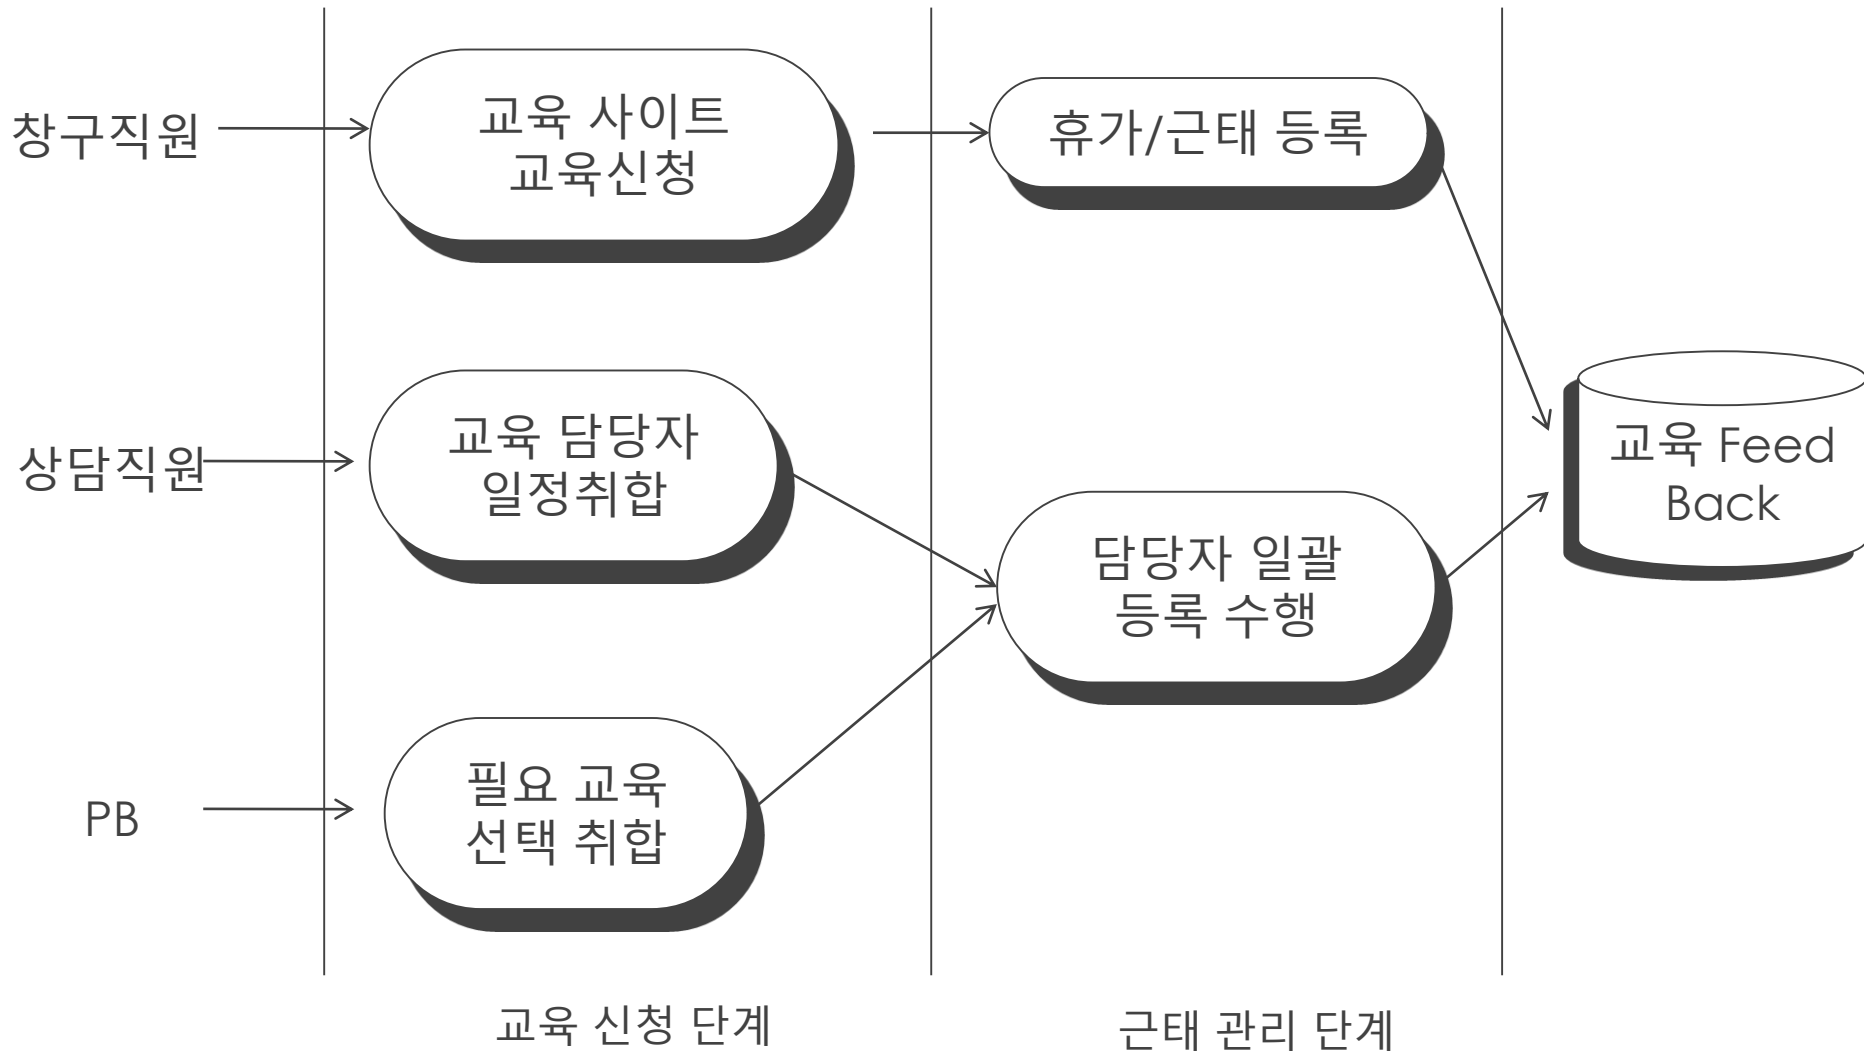 창구직원
교육 사이트
교육신청
휴가/근태 등록
상담직원
교육 담당자
일정취합
교육 Feed
Back
담당자 일괄
등록 수행
PB
필요 교육
선택 취합
교육 신청 단계
근태 관리 단계